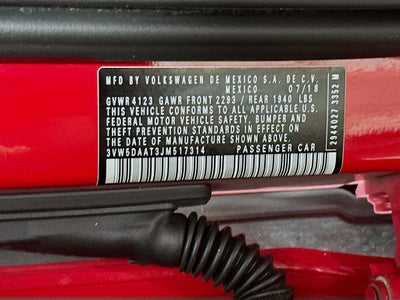 MFD BY VOLKSWAGEN DE MEXICO S.A. DE C.V.
MEXICO 07/18
GVWR 4123 GAWR FRONT 2293 / REAR 1940 LBS
THIS VEHICLE CONFORMS TO ALL APPLICABLE U.S.
FEDERAL MOTOR VEHICLE SAFETY, BUMPER AND
THEFT PREVENTION STANDARDS IN EFFECT ON
THE DATE OF MANUFACTURE SHOWN ABOVE.
3VW5DAAT3JM517314 PASSENGER CAR
2944027 3352 M